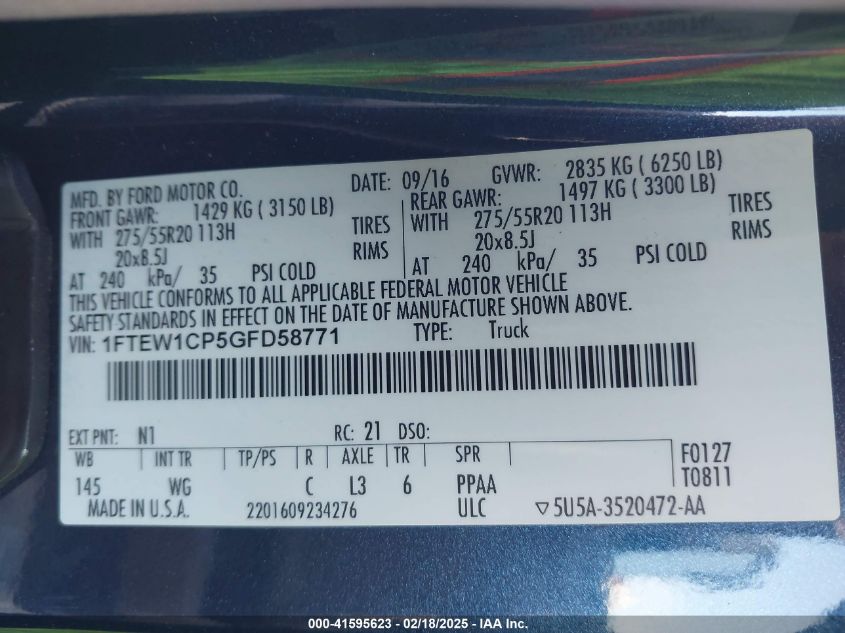 MFD. BY FORD MOTOR CO. DATE: 09/16 GVWR: 2835 KG ( 6250 LB)
FRONT GAWR: 1429 KG ( 3150 LB) REAR GAWR: 1497 KG ( 3300 LB)
WITH 275/55R20 113H TIRES WITH 275/55R20 113H TIRES
20x8.5J RIMS 20x8.5J RIMS
AT 240 kPa/ 35 PSI COLD AT 240 kPa/ 35 PSI COLD
THIS VEHICLE CONFORMS TO ALL APPLICABLE FEDERAL MOTOR VEHICLE
SAFETY STANDARDS IN EFFECT ON THE DATE OF MANUFACTURE SHOWN ABOVE.
VIN: 1FTEW1CP5GFD58771 TYPE: Truck
EXT PNT: N1 RC: 21 DSO:
WB INT TR TP/PS R AXLE TR SPR F0127
145 WG C L3 6 PPAA T0811
MADE IN U.S.A. 2201609234276 ULC ▽5U5A-3520472-AA
000-41595623 - 02/18/2025 - IAA Inc.